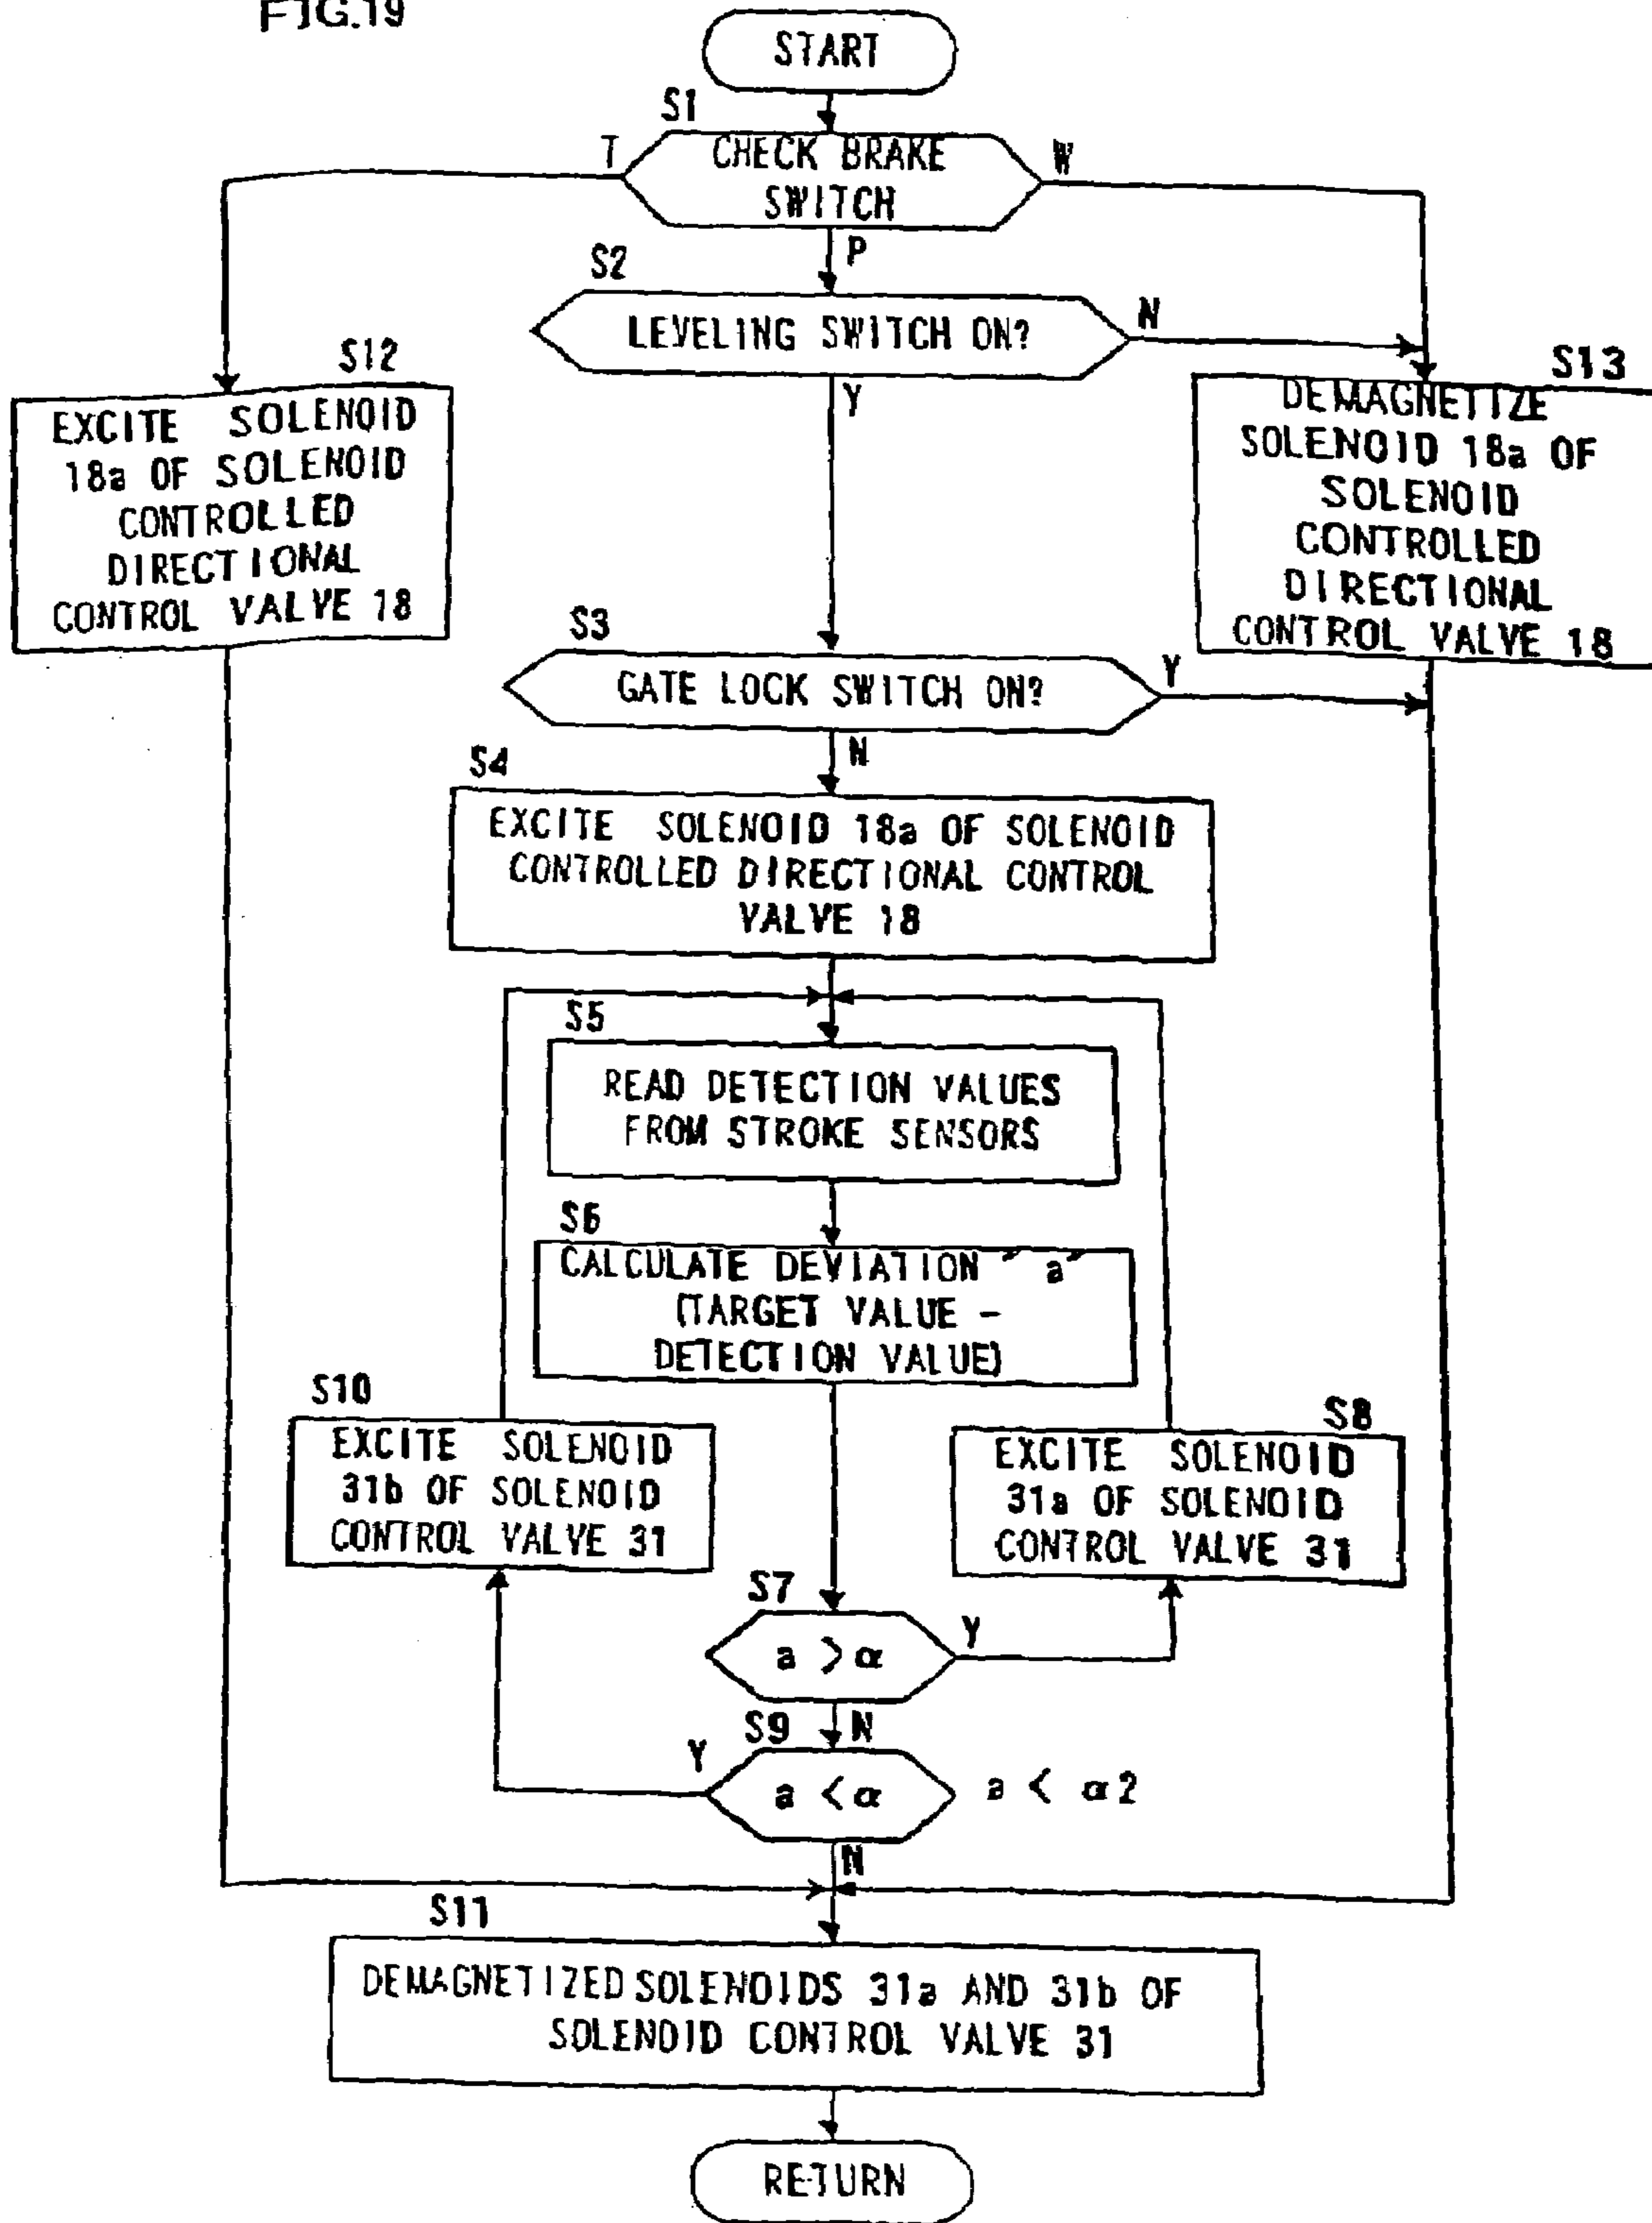 FIG.19
START
S1
T
CHECK BRAKE
SWITCH
W
P
S2
LEVELING SWITCH ON?
N
Y
S12
EXCITE SOLENOID
18a OF SOLENOID
CONTROLLED
DIRECTIONAL
CONTROL VALVE 18
S13
DEMAGNETIZE
SOLENOID 18a OF
SOLENOID
CONTROLLED
DIRECTIONAL
CONTROL VALVE 18
S3
GATE LOCK SWITCH ON?
Y
N
S4
EXCITE SOLENOID 18a OF SOLENOID
CONTROLLED DIRECTIONAL CONTROL
VALVE 18
S5
READ DETECTION VALUES
FROM STROKE SENSORS
S6
CALCULATE DEVIATION "a"
(TARGET VALUE -
DETECTION VALUE)
S10
EXCITE SOLENOID
31b OF SOLENOID
CONTROL VALVE 31
S8
EXCITE SOLENOID
31a OF SOLENOID
CONTROL VALVE 31
S7
a > α
Y
N
S9
Y
a < α
a < α2
N
S11
DEMAGNETIZED SOLENOIDS 31a AND 31b OF
SOLENOID CONTROL VALVE 31
RETURN